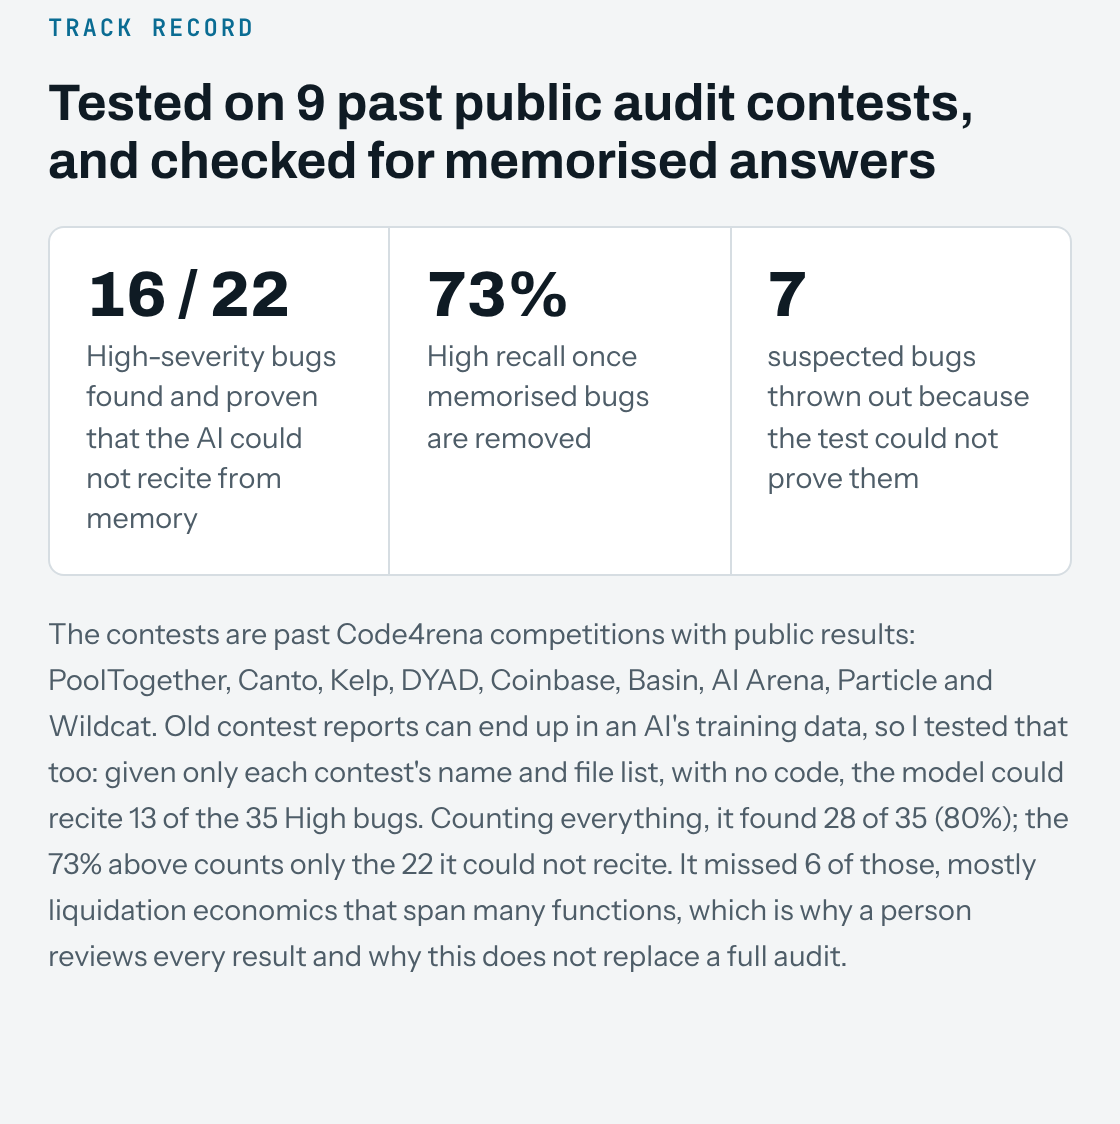 TRACK RECORD
Tested on 9 past public audit contests,
and checked for memorised answers
16 / 22
High-severity bugs
found and proven
that the AI could
not recite from
memory
73%
High recall once
memorised bugs
are removed
7
suspected bugs
thrown out because
the test could not
prove them
The contests are past Code4rena competitions with public results:
PoolTogether, Canto, Kelp, DYAD, Coinbase, Basin, AI Arena, Particle and
Wildcat. Old contest reports can end up in an AI's training data, so I tested that
too: given only each contest's name and file list, with no code, the model could
recite 13 of the 35 High bugs. Counting everything, it found 28 of 35 (80%); the
73% above counts only the 22 it could not recite. It missed 6 of those, mostly
liquidation economics that span many functions, which is why a person
reviews every result and why this does not replace a full audit.